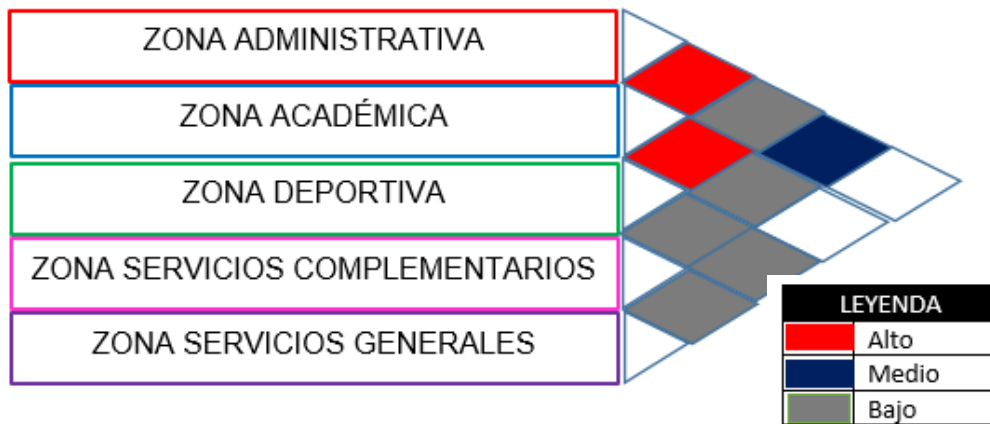 ZONA ADMINISTRATIVA
ZONA ACADÉMICA
ZONA DEPORTIVA
ZONA SERVICIOS COMPLEMENTARIOS
ZONA SERVICIOS GENERALES
LEYENDA
Alto
Medio
Bajo